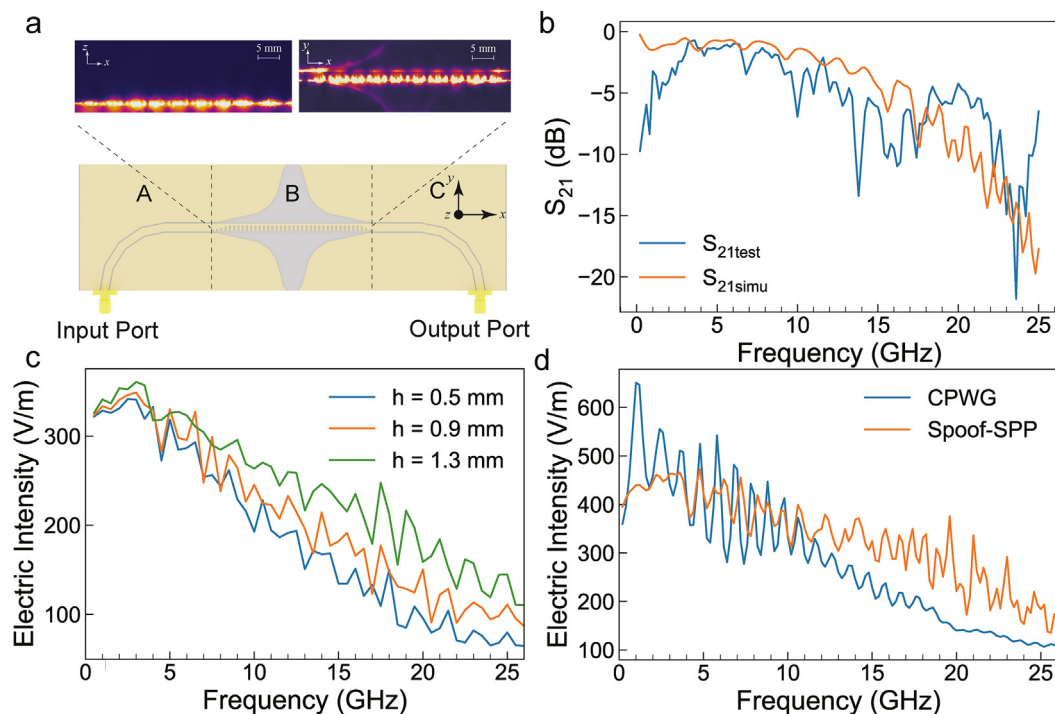 a
z
x
5 mm
y
x
5 mm
A
B
C
y
z
x
Input Port
Output Port
b
0
−5
−10
−15
−20
S21 (dB)
S21test
S21simu
0
5
10
15
20
25
Frequency (GHz)
c
300
200
100
Electric Intensity (V/m)
h = 0.5 mm
h = 0.9 mm
h = 1.3 mm
0
5
10
15
20
25
Frequency (GHz)
d
600
500
400
300
200
100
Electric Intensity (V/m)
CPWG
Spoof-SPP
0
5
10
15
20
25
Frequency (GHz)